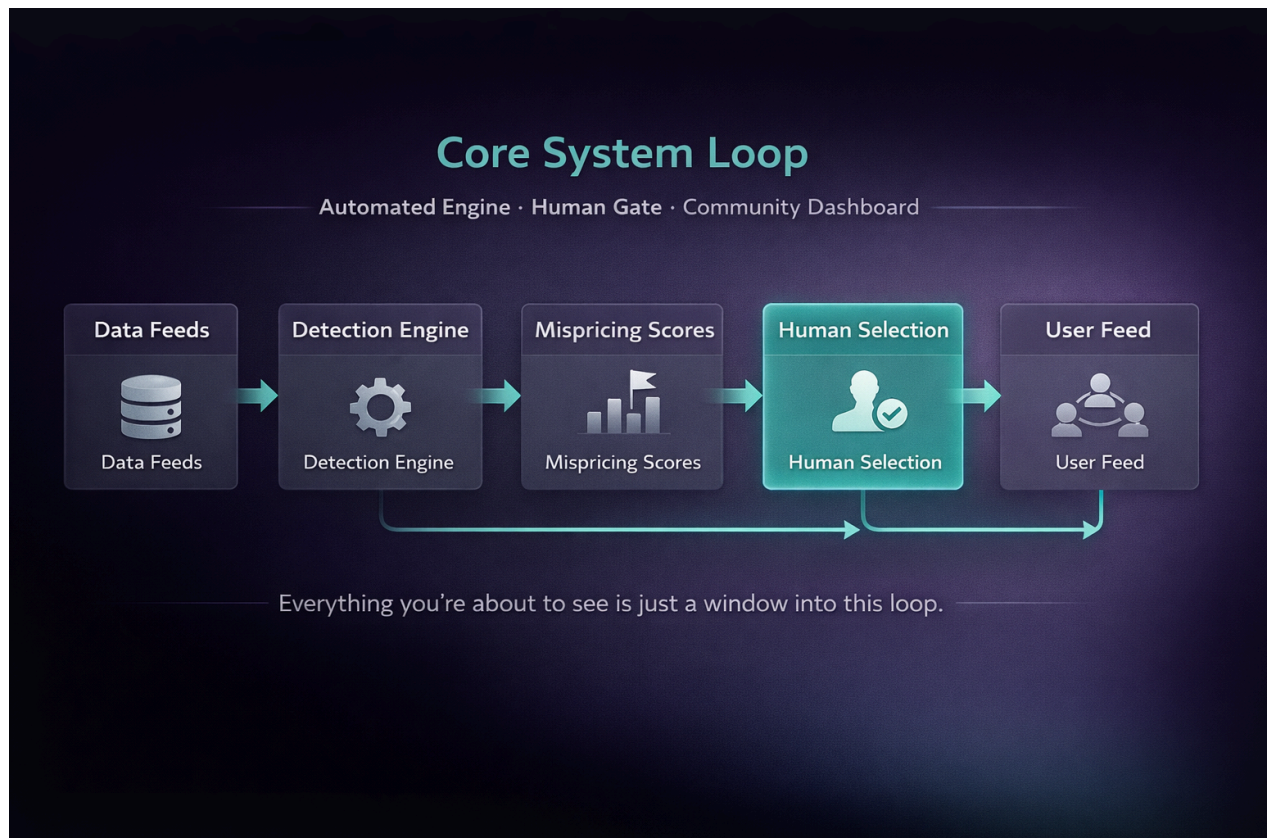 Core System Loop
Automated Engine · Human Gate · Community Dashboard
Data Feeds
Data Feeds
Detection Engine
Detection Engine
Mispricing Scores
Mispricing Scores
Human Selection
Human Selection
User Feed
User Feed
Everything you're about to see is just a window into this loop.